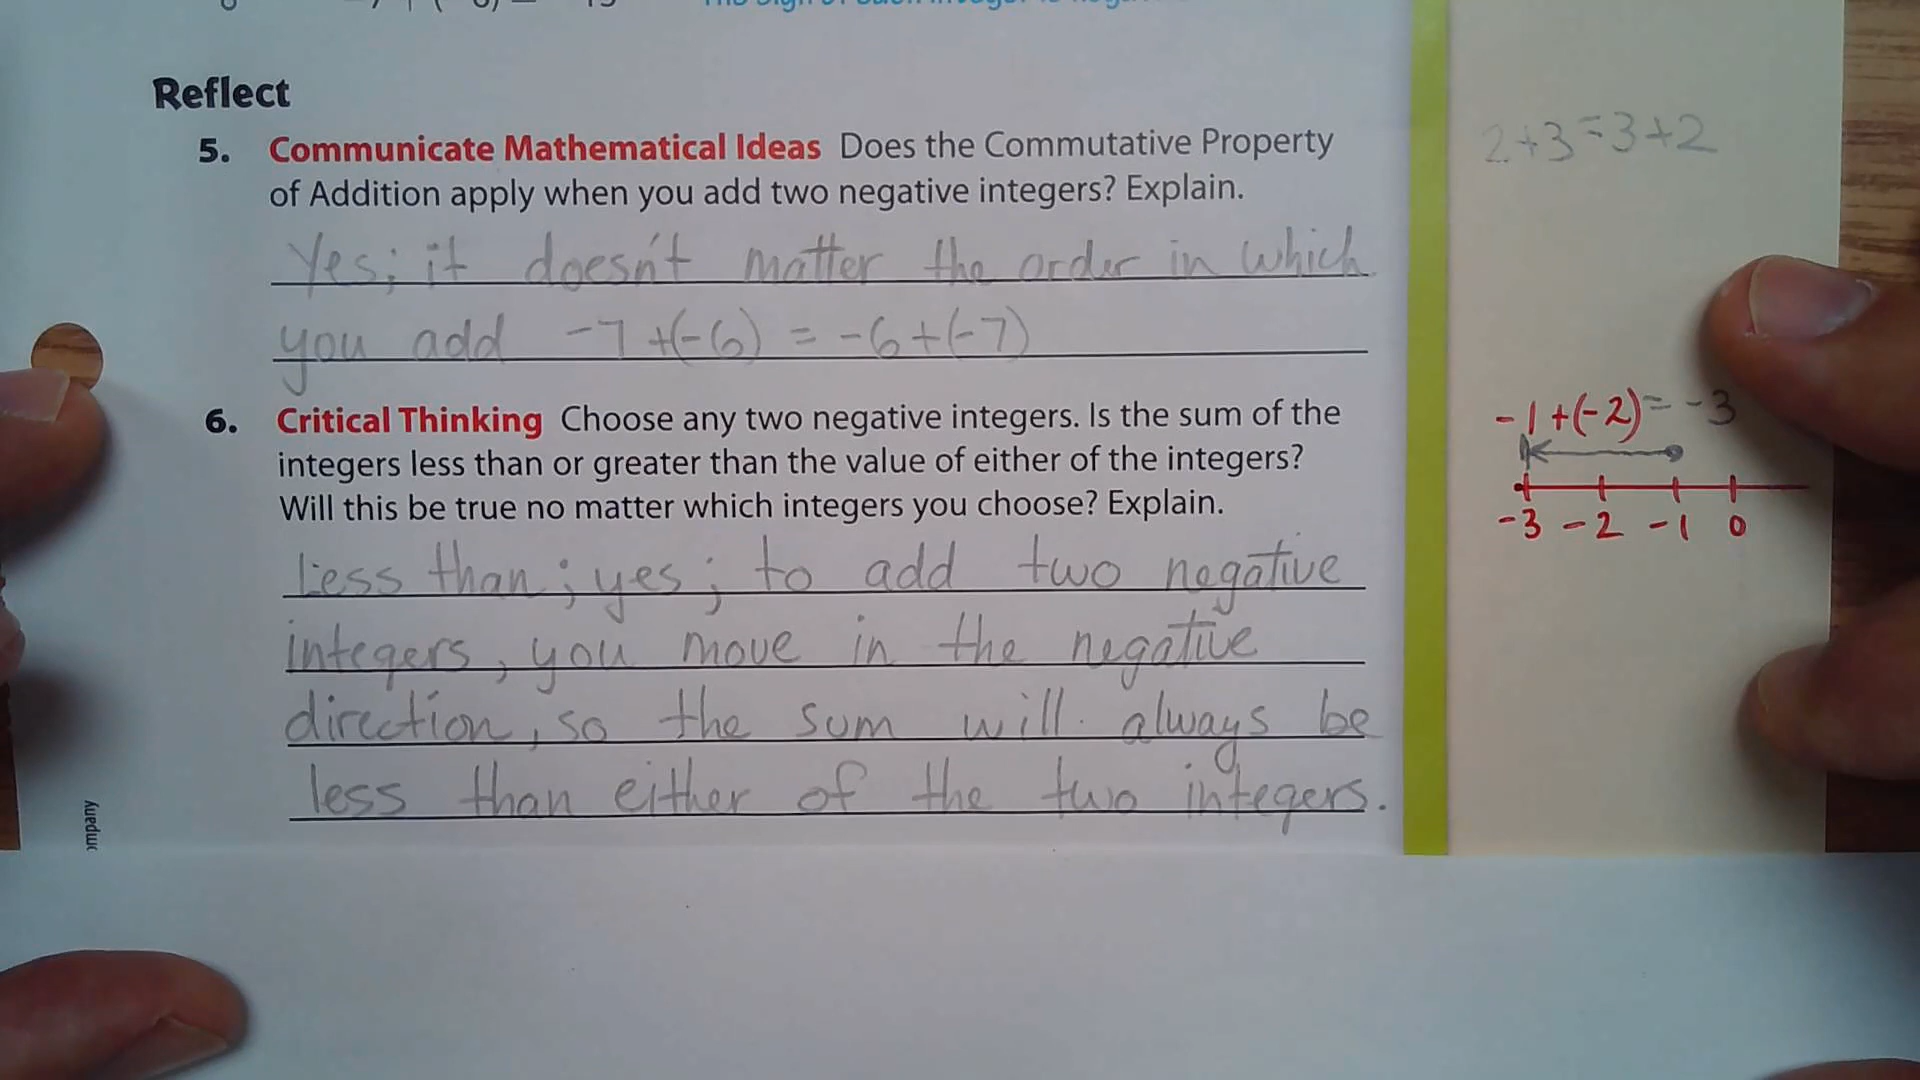 Reflect
5. Communicate Mathematical Ideas Does the Commutative Property
of Addition apply when you add two negative integers? Explain.
Yes; it doesn't matter the order in which
you add -7+(-6) = -6+(-7)
6. Critical Thinking Choose any two negative integers. Is the sum of the
integers less than or greater than the value of either of the integers?
Will this be true no matter which integers you choose? Explain.
Less than; yes; to add two negative
integers, you move in the negative
direction, so the sum will always be
less than either of the two integers.
2+3=3+2
-1+(-2)=-3
-3 -2 -1 0
mpany